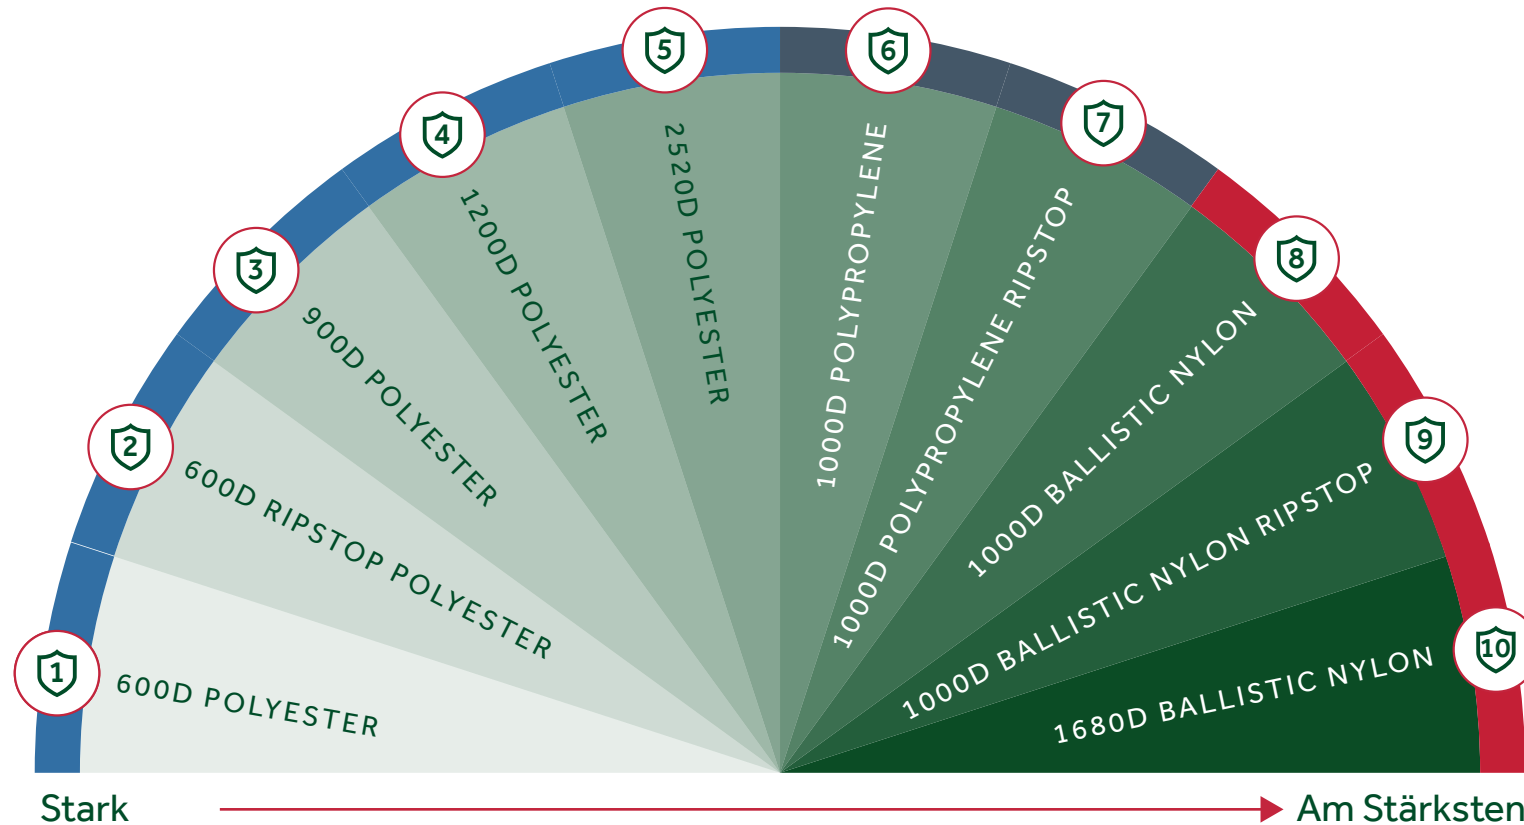 1
600D POLYESTER
2
600D RIPSTOP POLYESTER
3
900D POLYESTER
4
1200D POLYESTER
5
2520D POLYESTER
6
1000D POLYPROPYLENE
7
1000D POLYPROPYLENE RIPSTOP
8
1000D BALLISTIC NYLON
9
1000D BALLISTIC NYLON RIPSTOP
10
1680D BALLISTIC NYLON
Stark
Am Stärksten